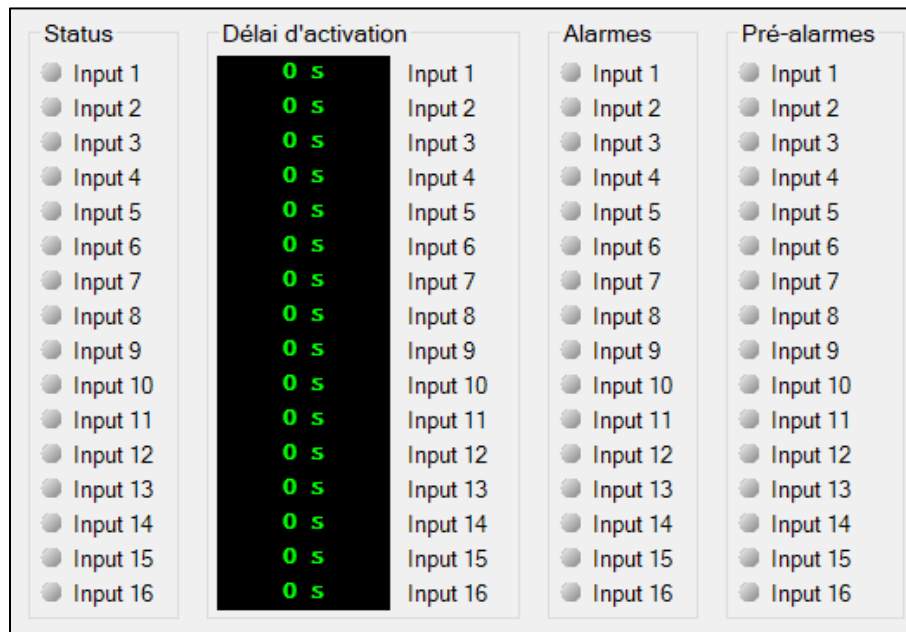 Status
Input 1
Input 2
Input 3
Input 4
Input 5
Input 6
Input 7
Input 8
Input 9
Input 10
Input 11
Input 12
Input 13
Input 14
Input 15
Input 16
Délai d'activation
0 s Input 1
0 s Input 2
0 s Input 3
0 s Input 4
0 s Input 5
0 s Input 6
0 s Input 7
0 s Input 8
0 s Input 9
0 s Input 10
0 s Input 11
0 s Input 12
0 s Input 13
0 s Input 14
0 s Input 15
0 s Input 16
Alarmes
Input 1
Input 2
Input 3
Input 4
Input 5
Input 6
Input 7
Input 8
Input 9
Input 10
Input 11
Input 12
Input 13
Input 14
Input 15
Input 16
Pré-alarmes
Input 1
Input 2
Input 3
Input 4
Input 5
Input 6
Input 7
Input 8
Input 9
Input 10
Input 11
Input 12
Input 13
Input 14
Input 15
Input 16